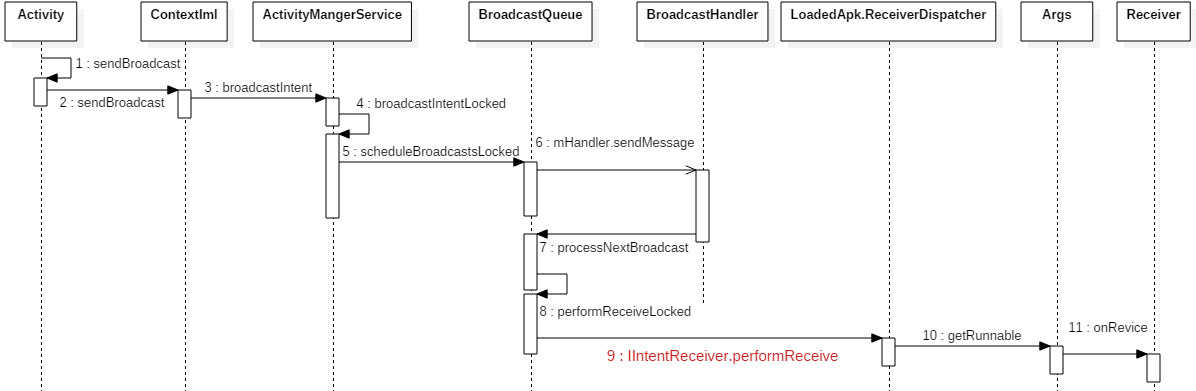 Activity
ContextIml
ActivityMangerService
BroadcastQueue
BroadcastHandler
LoadedApk.ReceiverDispatcher
Args
Receiver
1 : sendBroadcast
2 : sendBroadcast
3 : broadcastIntent
4 : broadcastIntentLocked
5 : scheduleBroadcastsLocked
6 : mHandler.sendMessage
7 : processNextBroadcast
8 : performReceiveLocked
9 : IIntentReceiver.performReceive
10 : getRunnable
11 : onRevice